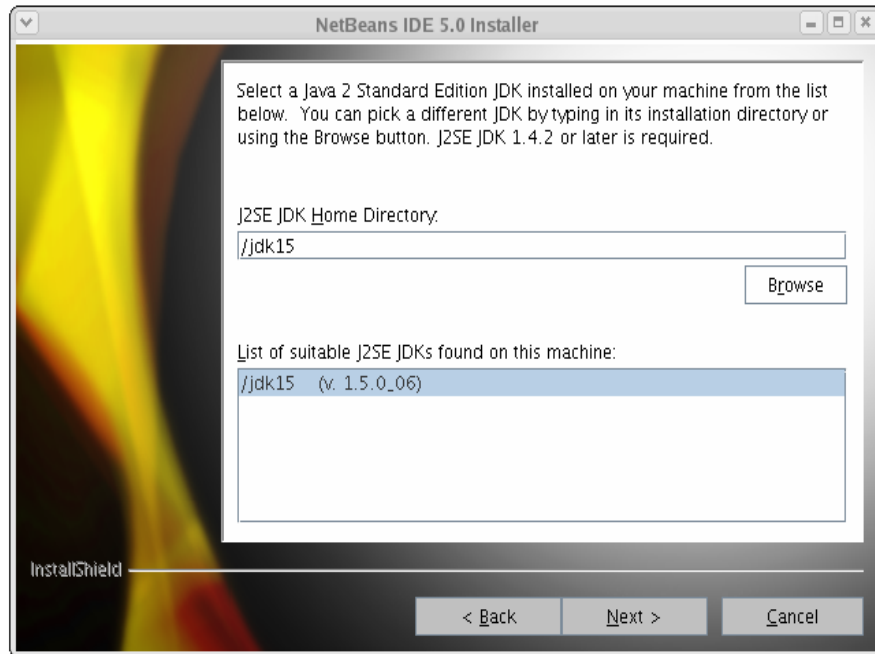 NetBeans IDE 5.0 Installer
Select a Java 2 Standard Edition JDK installed on your machine from the list
below.  You can pick a different JDK by typing in its installation directory or
using the Browse button. J2SE JDK 1.4.2 or later is required.
J2SE JDK Home Directory:
/jdk15
Browse
List of suitable J2SE JDKs found on this machine:
/jdk15    (v. 1.5.0_06)
InstallShield
< Back
Next >
Cancel